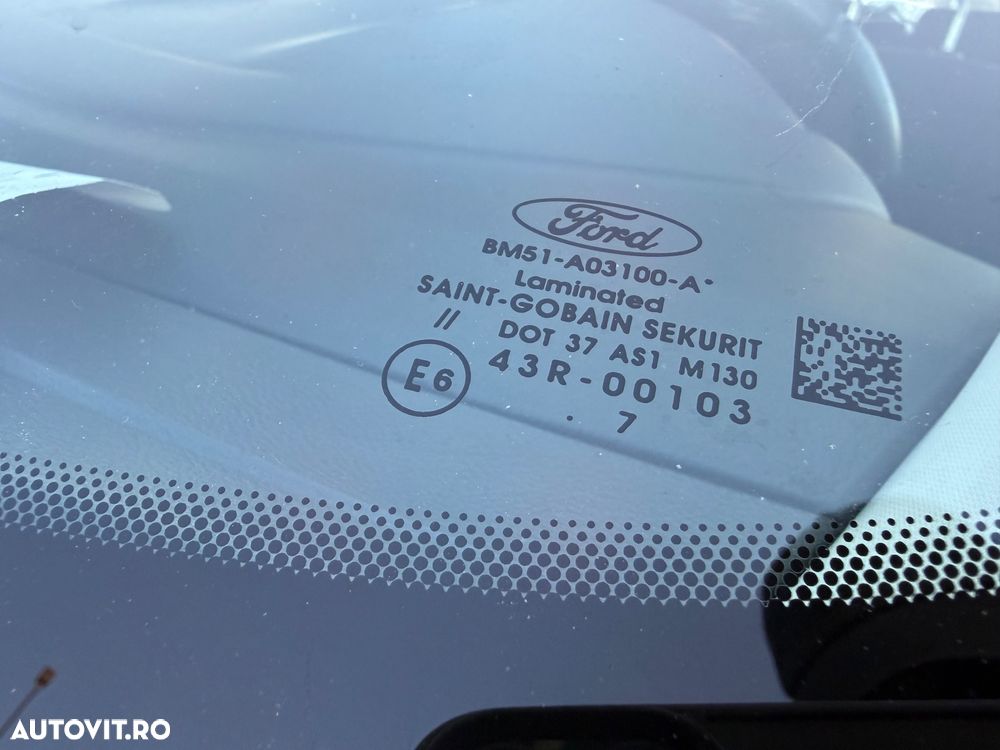 Ford
BM51-A03100-A•
Laminated
SAINT-GOBAIN SEKURIT
// DOT 37 AS1 M130
E6 43R-00103
. 7
AUTOVIT.RO